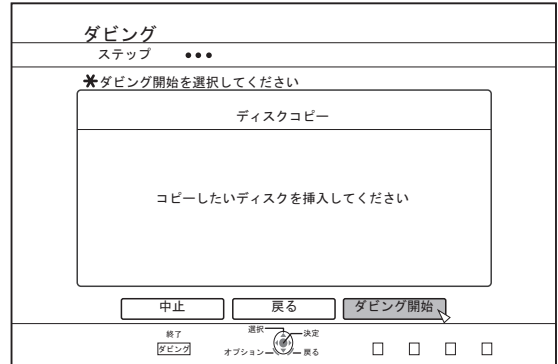 ダビング
ステップ •••
✱ダビング開始を選択してください
ディスクコピー
コピーしたいディスクを挿入してください
中止 戻る ダビング開始
終了 選択 決定
ダビング オプション 戻る